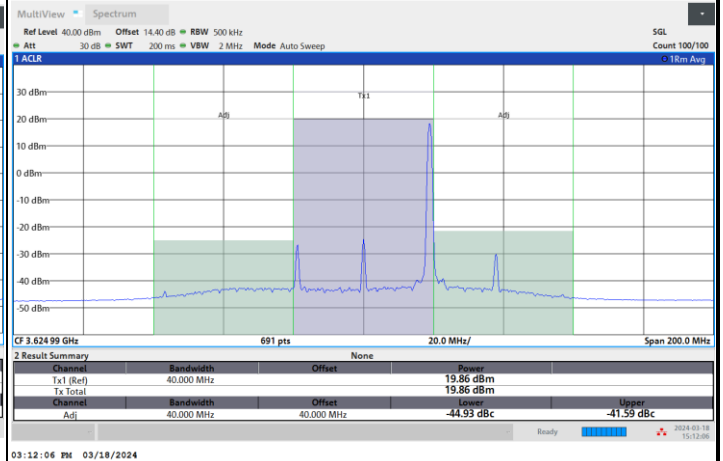 MultiView Spectrum
Ref Level 40.00 dBm Offset 14.40 dB RBW 500 kHz SGL
Att 30 dB SWT 200 ms VBW 2 MHz Mode Auto Sweep Count 100/100
1 ACLR 1Rm Avg
30 dBm
Tx1
20 dBm
Adj Adj
10 dBm
0 dBm
-10 dBm
-20 dBm
-30 dBm
-40 dBm
-50 dBm
CF 3.624 99 GHz 691 pts 20.0 MHz/ Span 200.0 MHz
2 Result Summary None
Channel Bandwidth Offset Power
Tx1 (Ref) 40.000 MHz 19.86 dBm
Tx Total 19.86 dBm
Channel Bandwidth Offset Lower Upper
Adj 40.000 MHz 40.000 MHz -44.93 dBc -41.59 dBc
Ready 2024-03-18
15:12:06
03:12:06 PM 03/18/2024